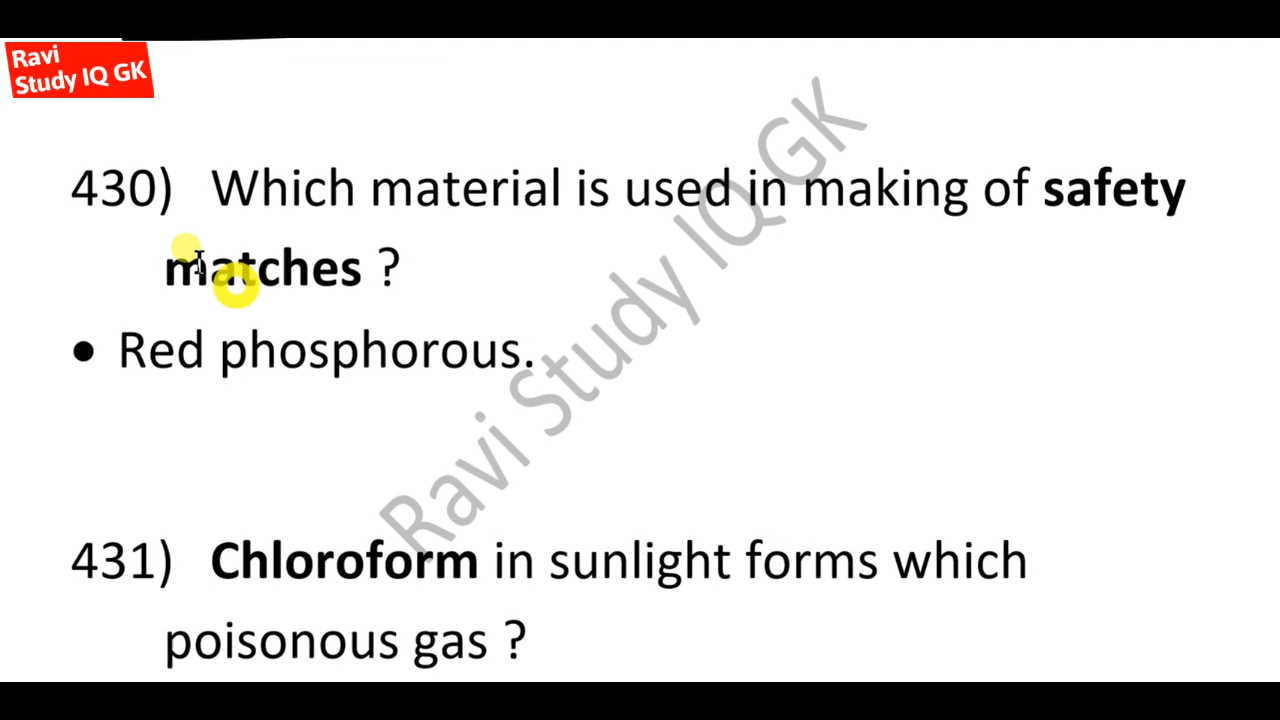 Ravi
Study IQ GK
430) Which material is used in making of safety
matches ?
• Red phosphorous.
Ravi Study IQ GK
431) Chloroform in sunlight forms which
poisonous gas ?